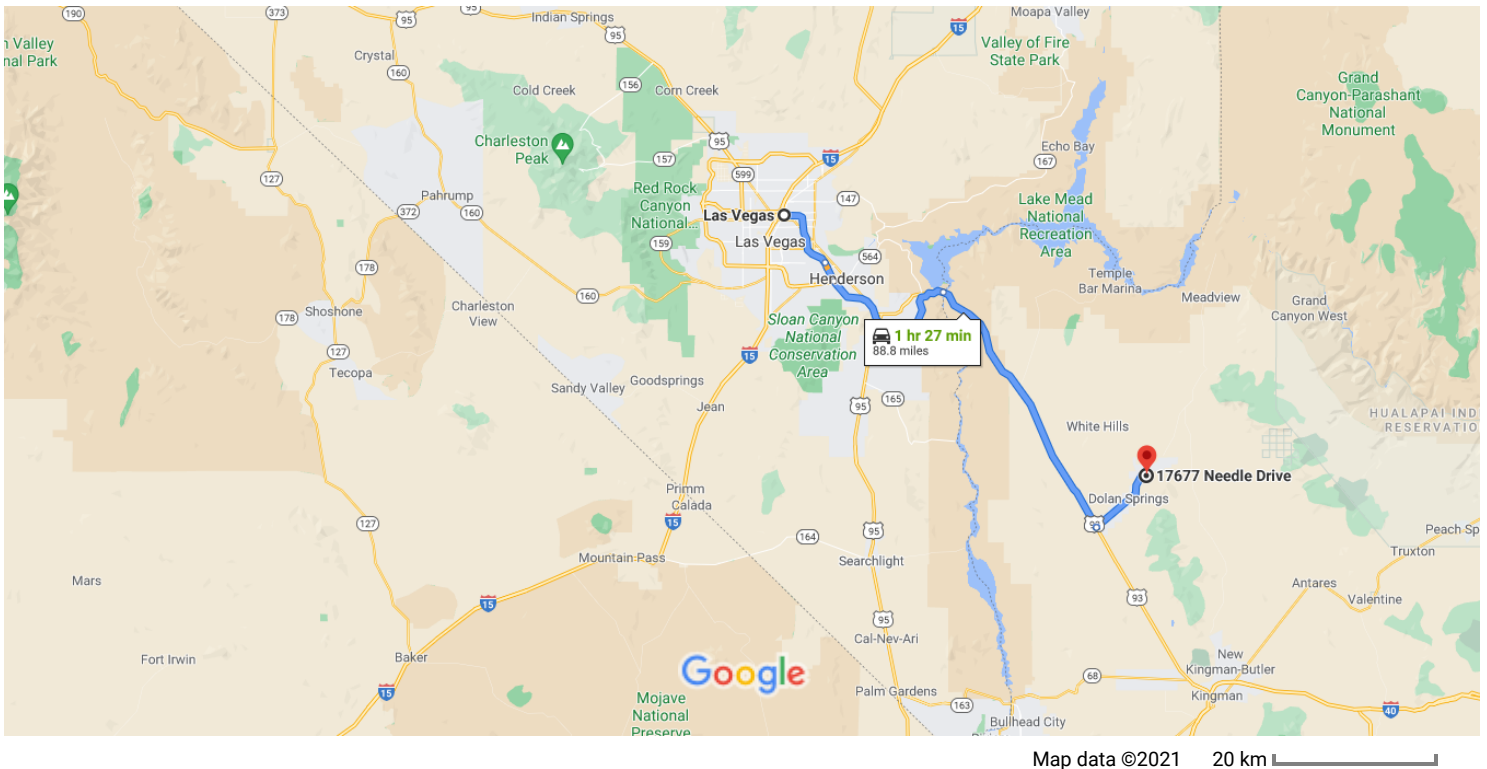 190
373
95
95
Indian Springs
Moapa Valley
15
95
n Valley
nal Park
Crystal
160
Valley of Fire
State Park
Cold Creek
156
Corn Creek
Grand
Canyon-Parashant
National
Monument
Charleston
Peak
95
15
157
599
Echo Bay
167
127
Pahrump
372
160
Red Rock
Canyon
National...
147
Las Vegas
Las Vegas
159
Lake Mead
National
Recreation
Area
564
Henderson
178
160
Temple
Bar Marina
Meadview
Grand
Canyon West
Charleston
View
178
Shoshone
Sloan Canyon
National
Conservation
Area
1 hr 27 min
88.8 miles
127
Tecopa
15
Sandy Valley
Goodsprings
Jean
95
165
HUALAPAI IND
RESERVATIO
White Hills
17677 Needle Drive
Dolan Springs
Primm
Calada
15
127
93
95
164
Peach Sp
Truxton
Mountain Pass
Searchlight
Mars
Antares
Valentine
15
93
95
Cal-Nev-Ari
Fort Irwin
Baker
Google
New
Kingman-Butler
68
Kingman
15
Palm Gardens
163
Mojave
National
Preserve
Bullhead City
40
Map data ©2021
20 km